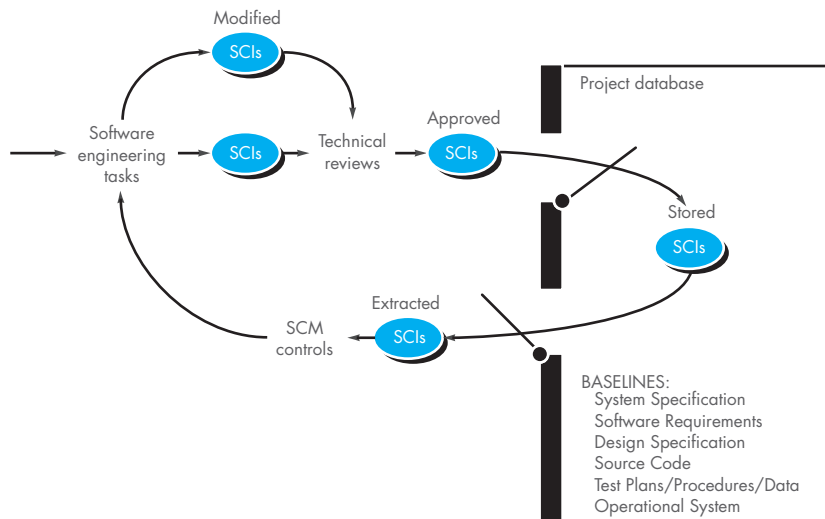 Modified
SCIs
Project database
Software
engineering
tasks
SCIs
Technical
reviews
Approved
SCIs
Stored
SCIs
Extracted
SCIs
SCM
controls
BASELINES:
System Specification
Software Requirements
Design Specification
Source Code
Test Plans/Procedures/Data
Operational System